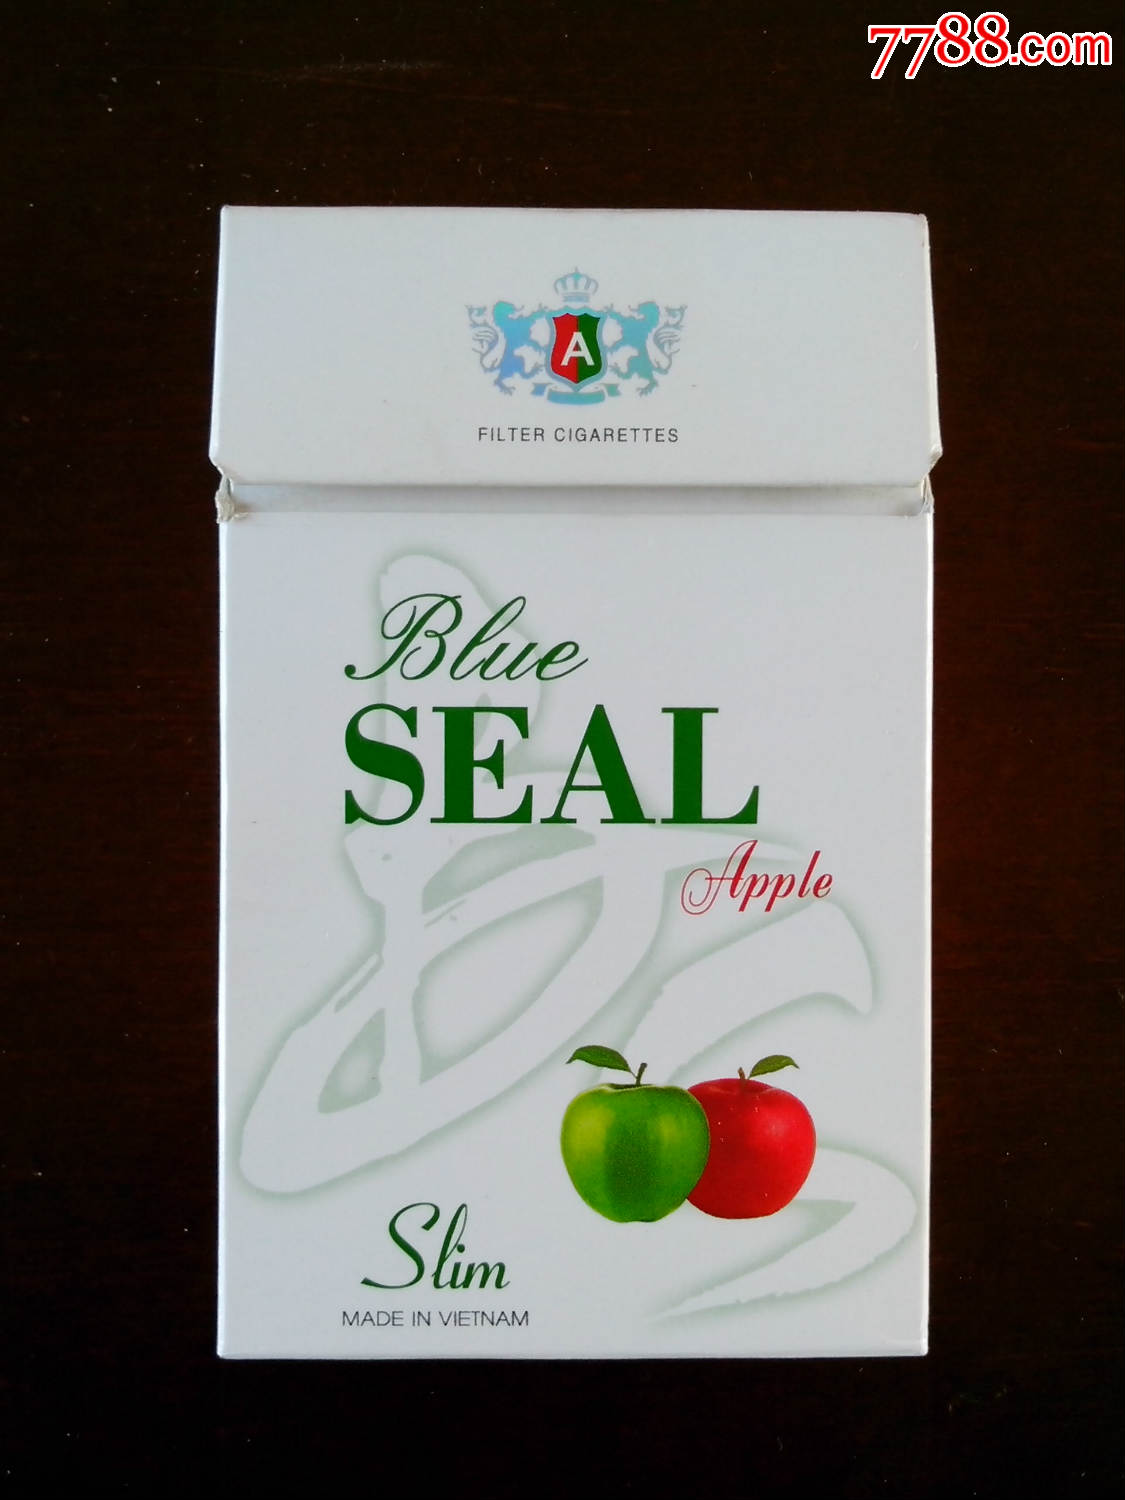 7788.com
A
FILTER CIGARETTES
Blue
SEAL
Apple
Slim
MADE IN VIETNAM